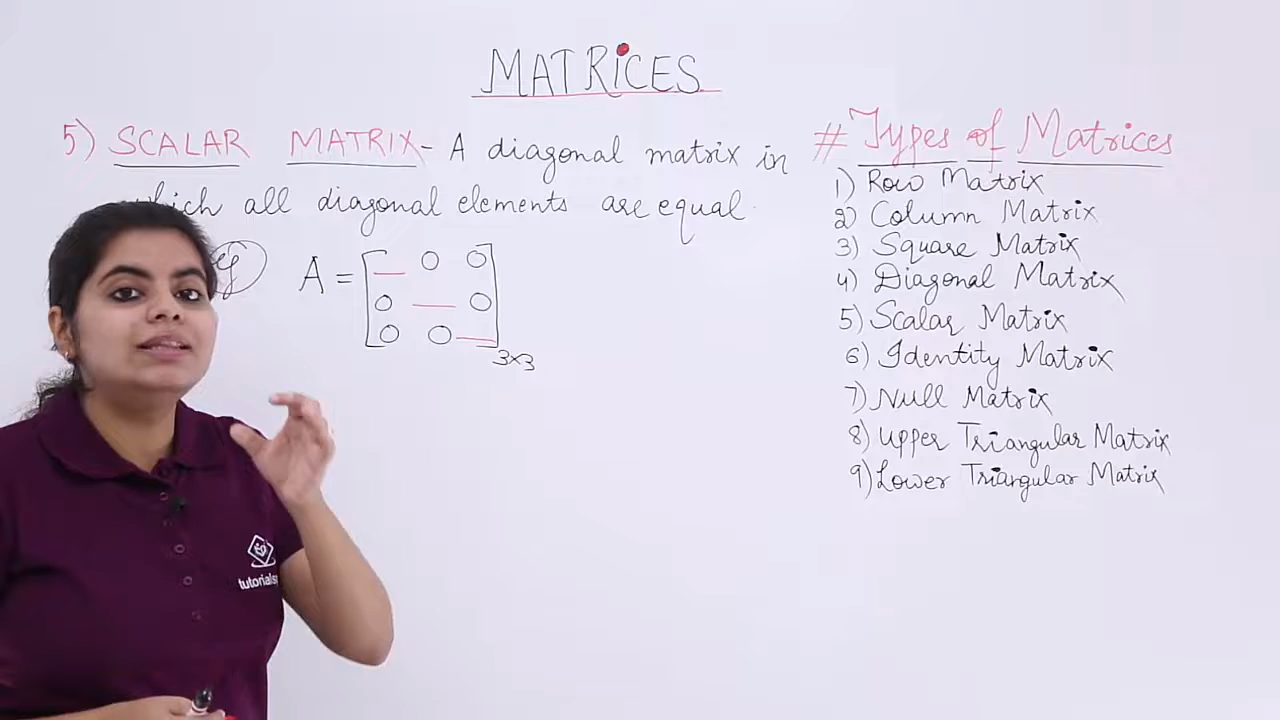 MATRiCES
5) SCALAR MATRIX - A diagonal matrix in
which all diagonal elements are equal.
eg
A = [— 0 0
0 — 0
0 0 —]3×3
# Types of Matrices
1) Row Matrix
2) Column Matrix
3) Square Matrix
4) Diagonal Matrix
5) Scalar Matrix
6) Identity Matrix
7) Null Matrix
8) Upper Triangular Matrix
9) Lower Triangular Matrix